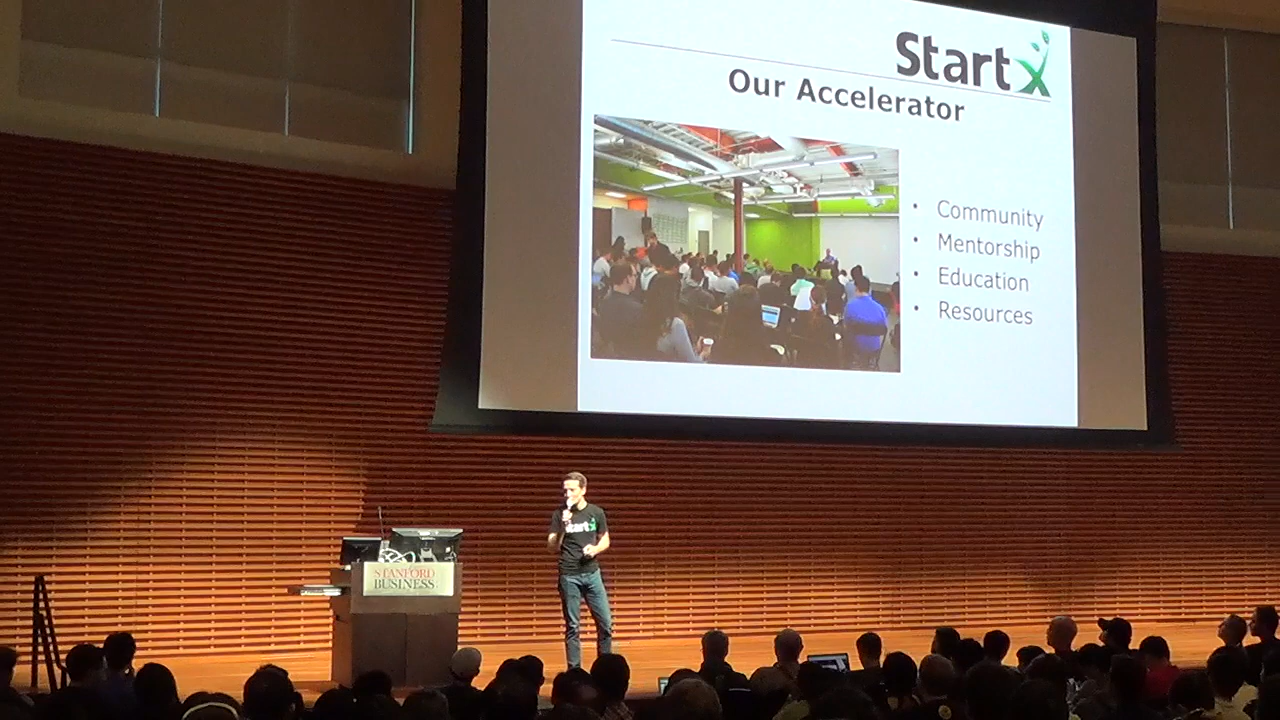 StartX
Our Accelerator
• Community
• Mentorship
• Education
• Resources
StartX
STANFORD
BUSINESS